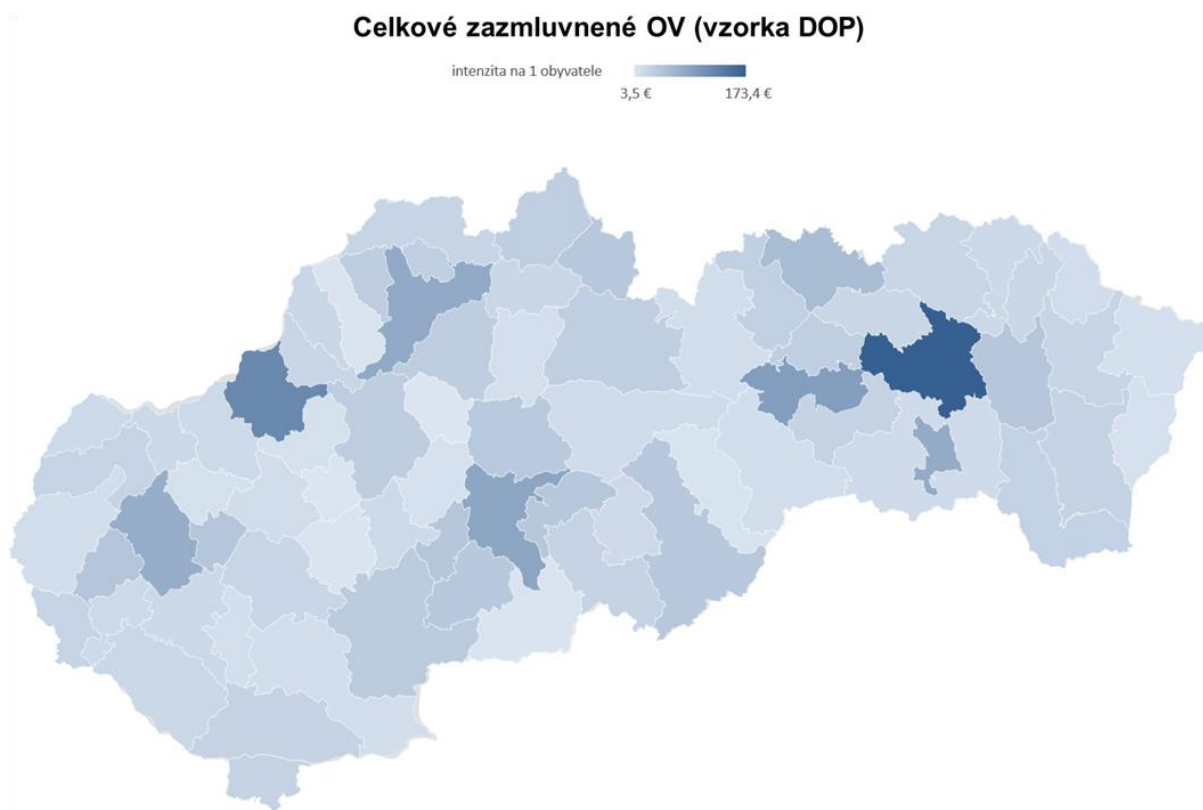 Celkové zazmluvnené OV (vzorka DOP)
intenzita na 1 obyvatele
3,5 € 173,4 €